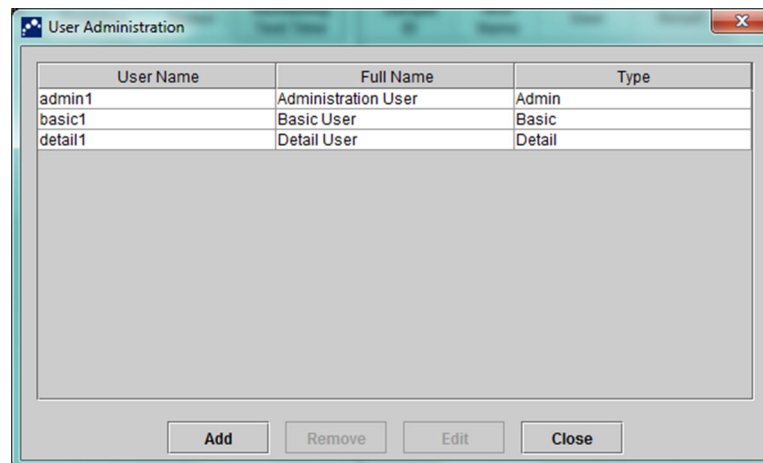 User Administration
User Name Full Name Type
admin1 Administration User Admin
basic1 Basic User Basic
detail1 Detail User Detail
Add Remove Edit Close